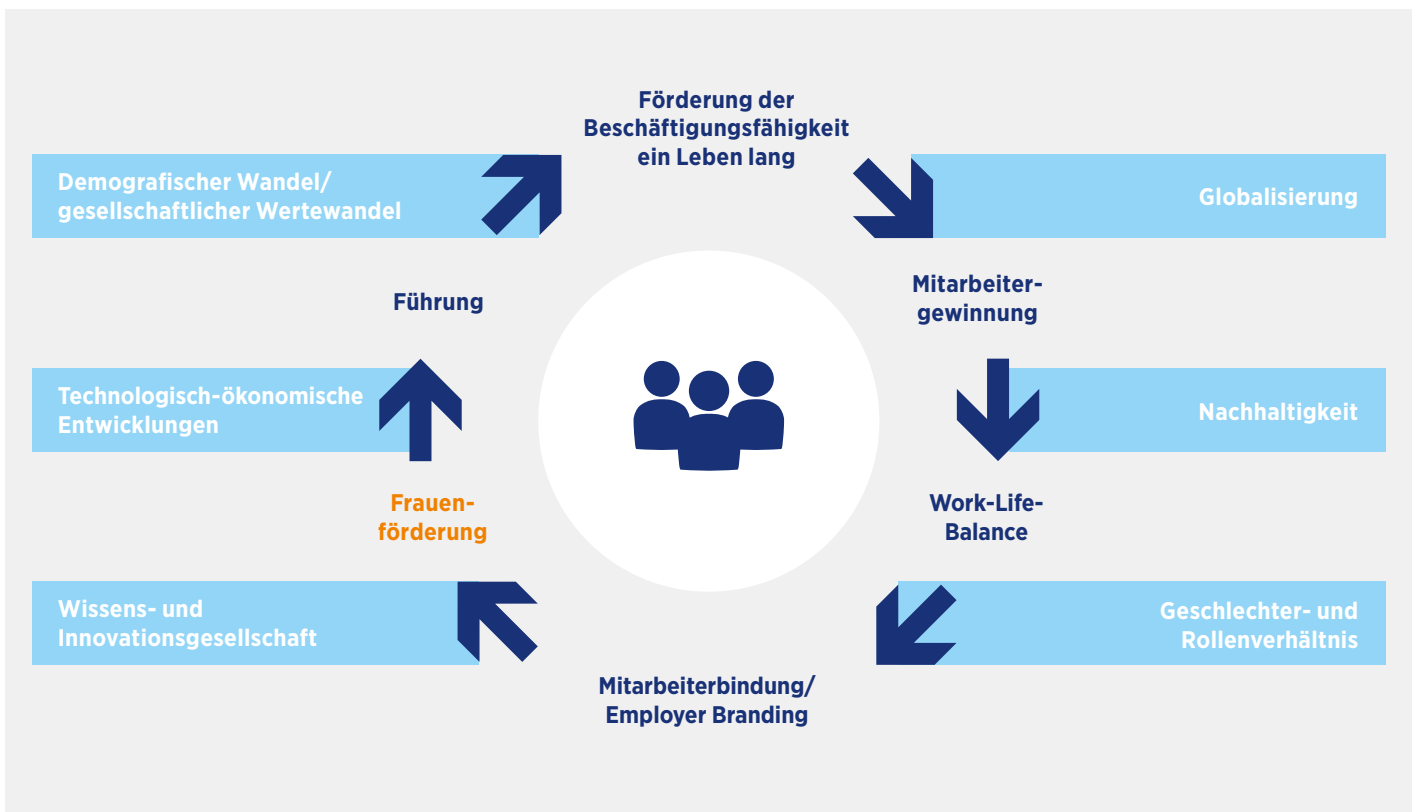 Förderung der
Beschäftigungsfähigkeit
ein Leben lang
Demografischer Wandel/
gesellschaftlicher Wertewandel
Globalisierung
Führung
Mitarbeiter-
gewinnung
Technologisch-ökonomische
Entwicklungen
Nachhaltigkeit
Frauen-
förderung
Work-Life-
Balance
Wissens- und
Innovationsgesellschaft
Geschlechter- und
Rollenverhältnis
Mitarbeiterbindung/
Employer Branding